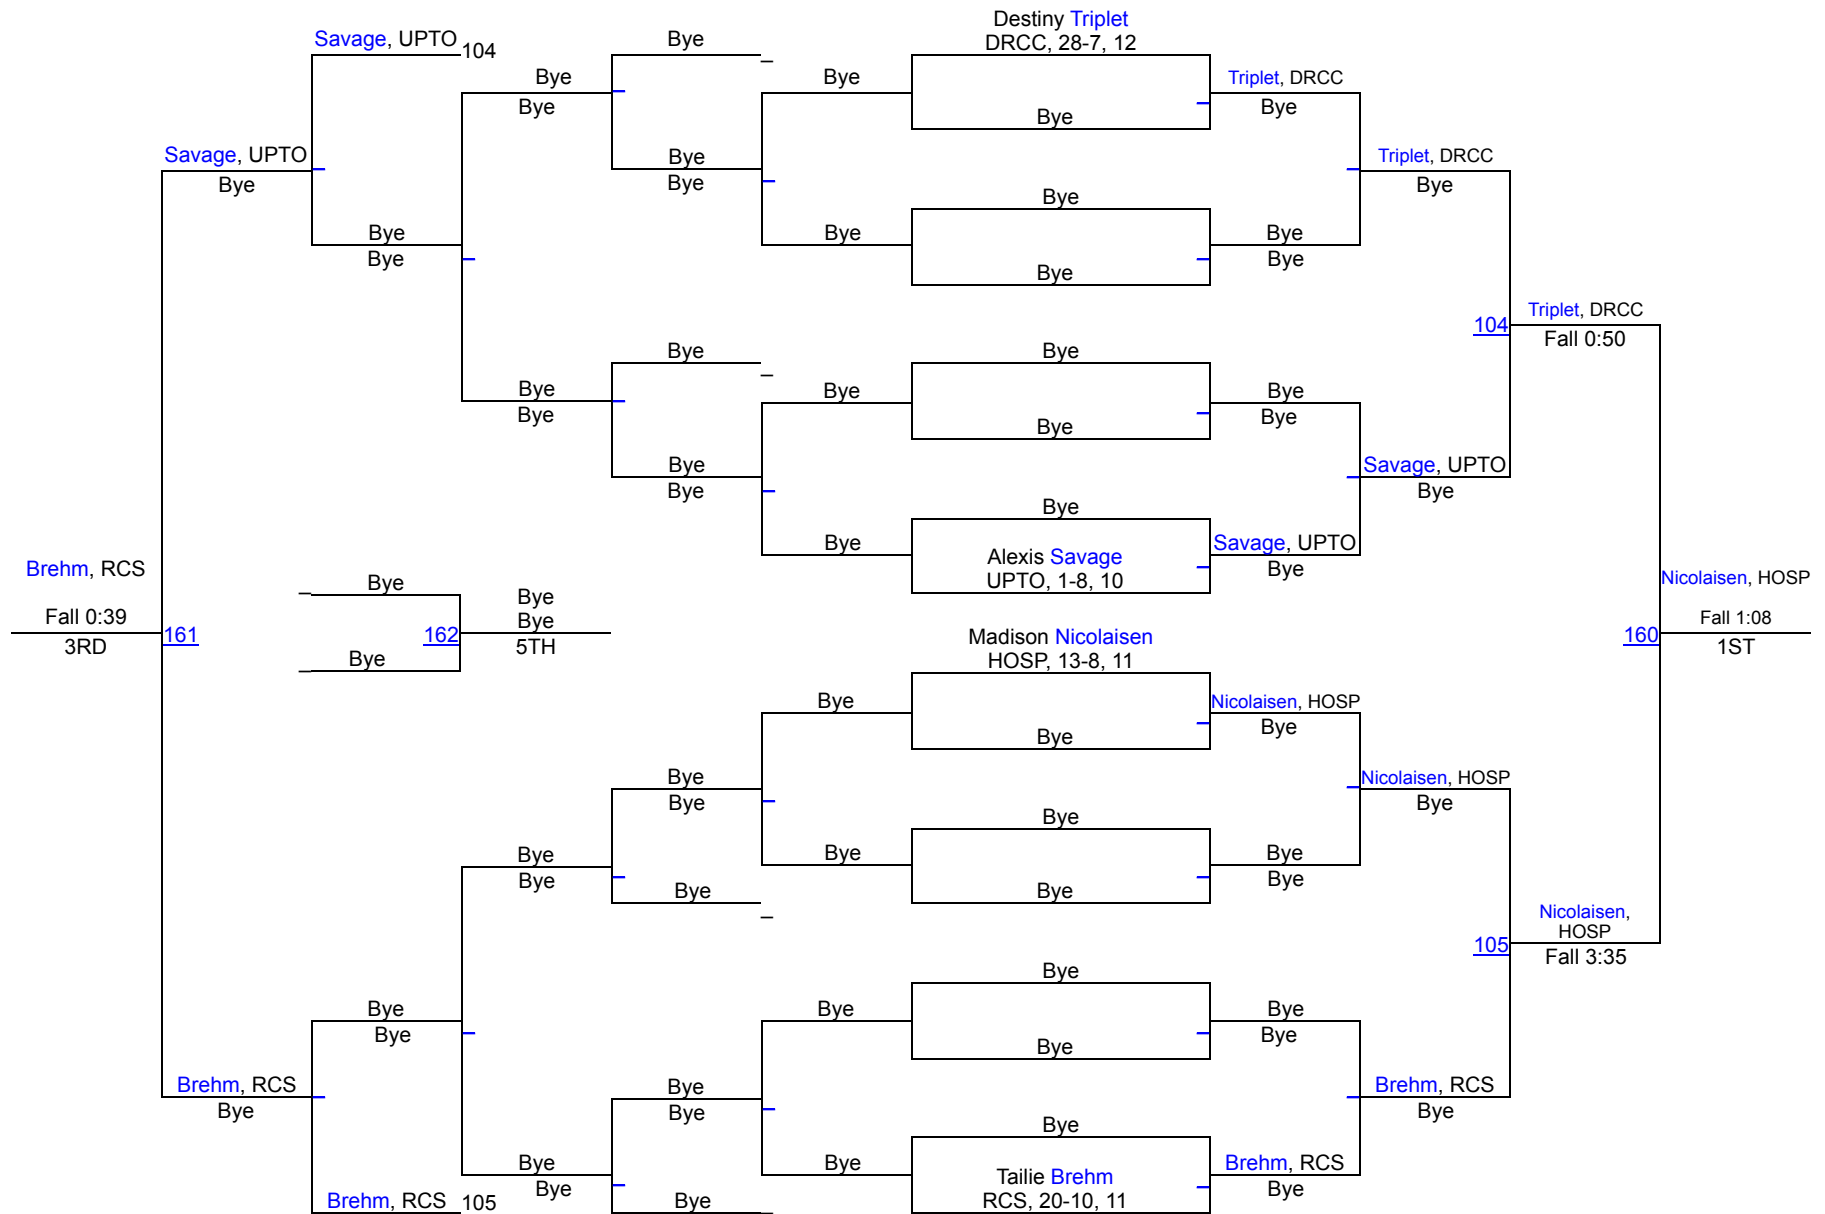 Destiny Triplet
DRCC, 28-7, 12
Savage, UPTO 104
Bye
Bye
Bye
Bye
Triplet, DRCC
Bye
Bye
Savage, UPTO
Bye
Bye
Bye
Triplet, DRCC
Bye
Bye
Bye
Bye
Bye
Bye
Bye
Bye
Bye
104
Triplet, DRCC
Fall 0:50
Bye
Bye
Bye
Bye
Bye
Bye
Bye
Bye
Bye
Bye
Savage, UPTO
Bye
Bye
Bye
Alexis Savage
UPTO, 1-8, 10
Savage, UPTO
Bye
Brehm, RCS
Fall 0:39
3RD
161
Bye
Bye
162
Bye
Bye
5TH
Nicolaisen, HOSP
Fall 1:08
1ST
160
Madison Nicolaisen
HOSP, 13-8, 11
Bye
Bye
Nicolaisen, HOSP
Bye
Bye
Bye
Nicolaisen, HOSP
Bye
Bye
Bye
Bye
Bye
Bye
Bye
Bye
Bye
105
Nicolaisen,
HOSP
Fall 3:35
Bye
Bye
Bye
Bye
Bye
Bye
Bye
Brehm, RCS
Bye
Bye
Bye
Brehm, RCS
Bye
Bye
Bye
Bye
Bye
Tailie Brehm
RCS, 20-10, 11
Brehm, RCS
Bye
Brehm, RCS 105
Bye